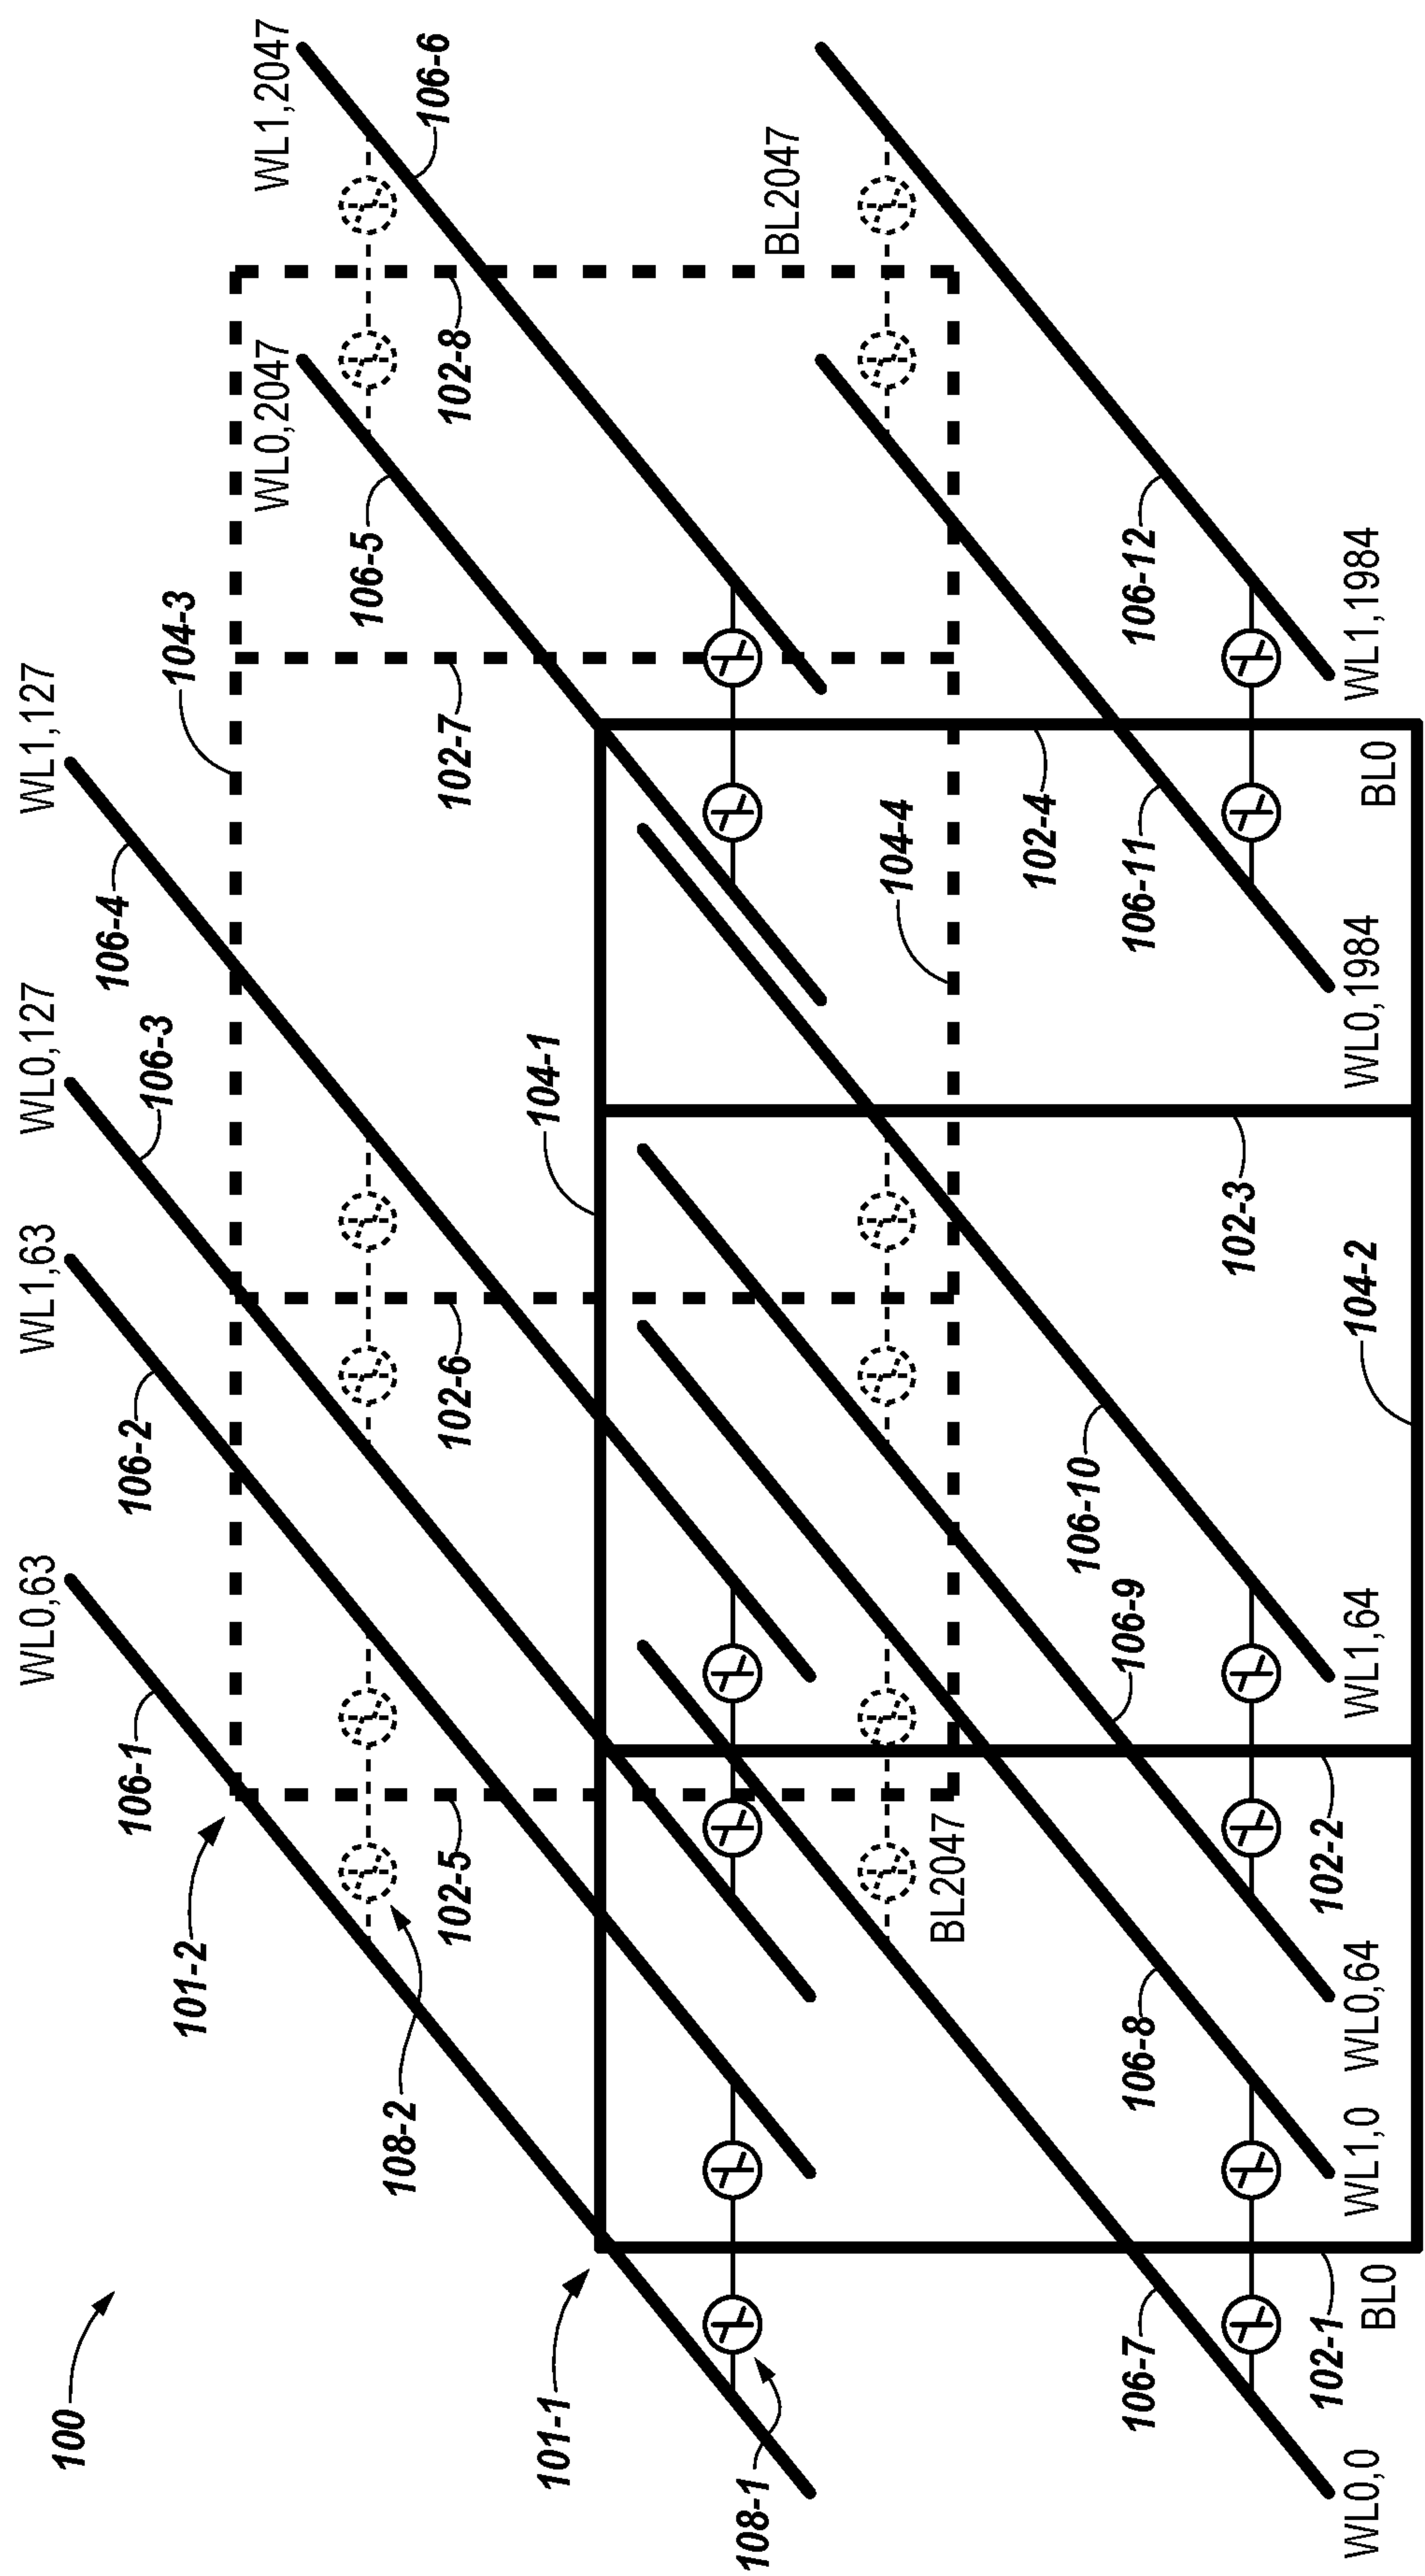 100
WL0,63
WL1,63
WL0,127
WL1,127
106-1
106-2
106-3
106-4
104-3
101-2
WL0,2047
WL1,2047
106-5
106-6
108-2
102-5
102-6
102-7
102-8
101-1
104-1
108-1
BL2047
104-4
BL2047
102-4
106-7
106-8
106-9
106-10
106-11
106-12
102-1
102-2
102-3
WL0,0
WL1,0
WL0,64
WL1,64
WL0,1984
WL1,1984
BL0
104-2
BL0